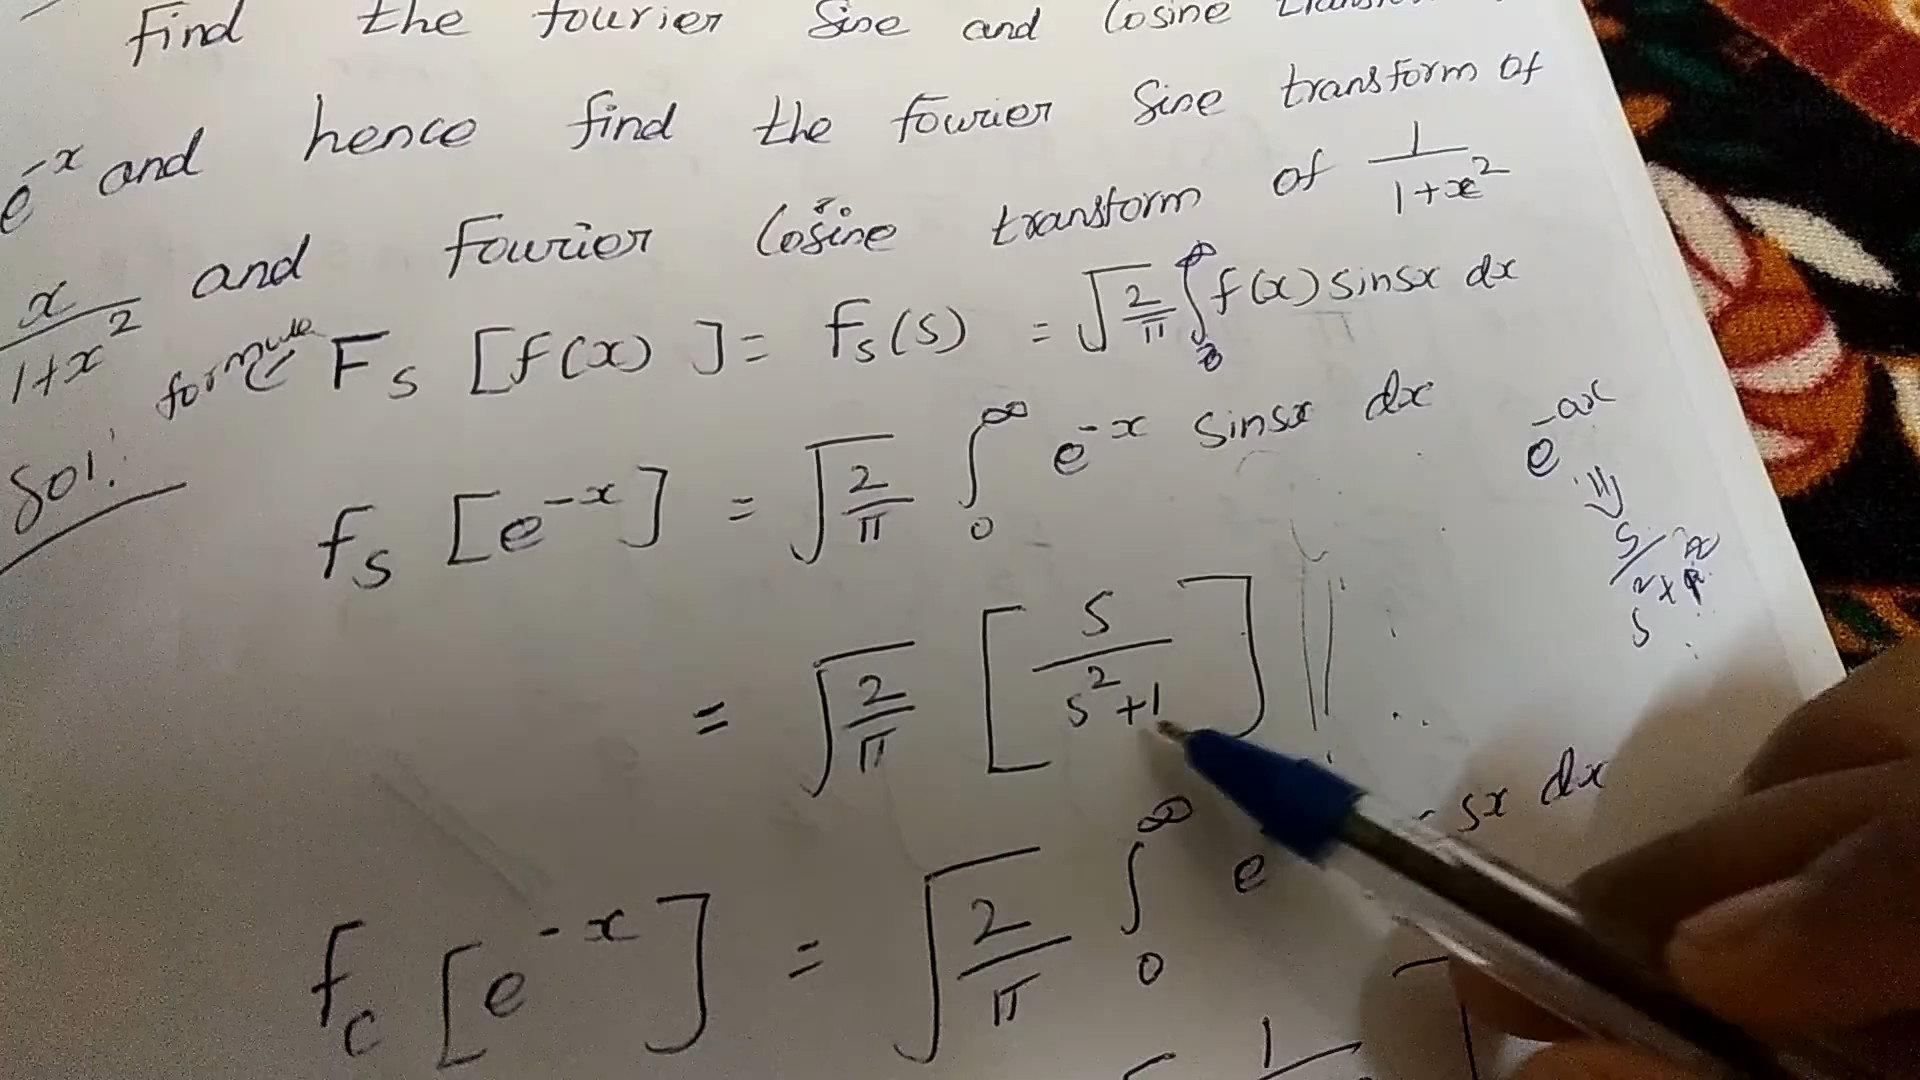 Find the fourier Sine and Cosine
e^-x and hence find the Fourier Sine transform of
x/(1+x^2) and Fourier Cosine transform of 1/(1+x^2)
formula F_s [f(x)] = f_s(s) = √(2/π) ∫_0^∞ f(x) sinsx dx
Sol:
f_s [e^-x] = √(2/π) ∫_0^∞ e^-x sinsx dx
e^-ax
⇒
= √(2/π) [s/(s^2+1)]
f_c [e^-x] = √(2/π) ∫_0^∞ e sx dx
1